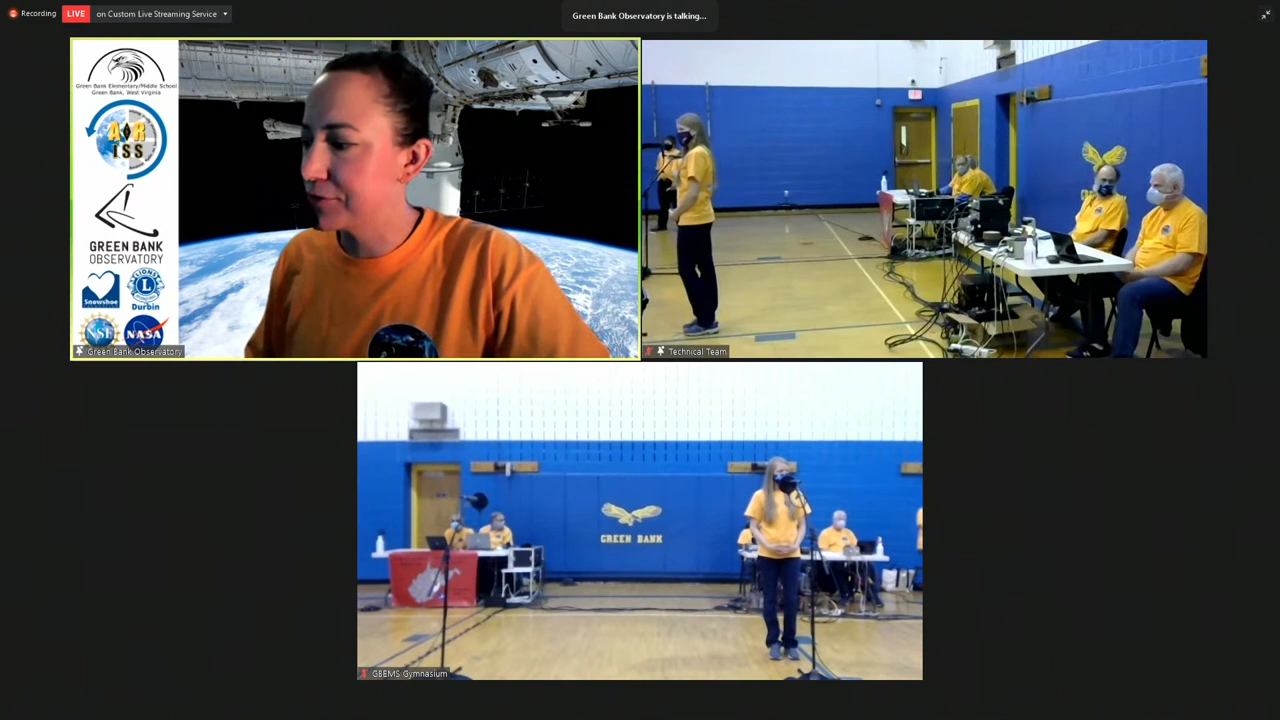 Recording
LIVE
on Custom Live Streaming Service
Green Bank Observatory is talking...
Green Bank Elementary/Middle School
Green Bank, West Virginia
ARISS
GREEN BANK
OBSERVATORY
Snowshoe
LIONS
Durbin
NSF
NASA
Green Bank Observatory
Technical Team
GREEN BANK
GBEMS Gymnasium